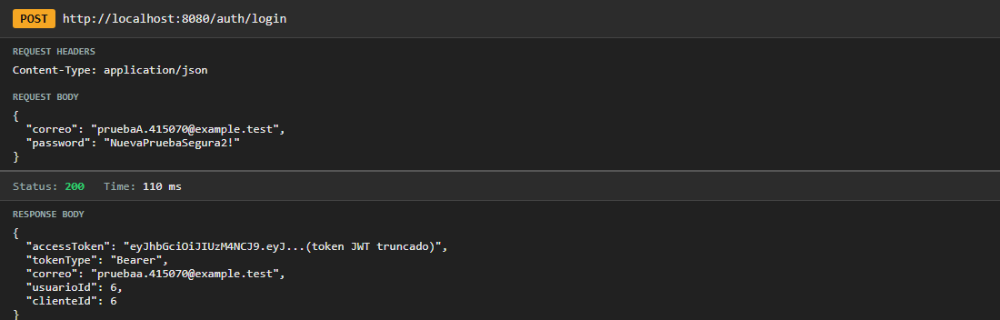 POST http://localhost:8080/auth/login
REQUEST HEADERS
Content-Type: application/json
REQUEST BODY
{
  "correo": "pruebaA.415070@example.test",
  "password": "NuevaPruebaSegura2!"
}
Status: 200 Time: 110 ms
RESPONSE BODY
{
  "accessToken": "eyJhbGciOiJIUzM4NCJ9.eyJ...(token JWT truncado)",
  "tokenType": "Bearer",
  "correo": "pruebaa.415070@example.test",
  "usuarioId": 6,
  "clienteId": 6
}